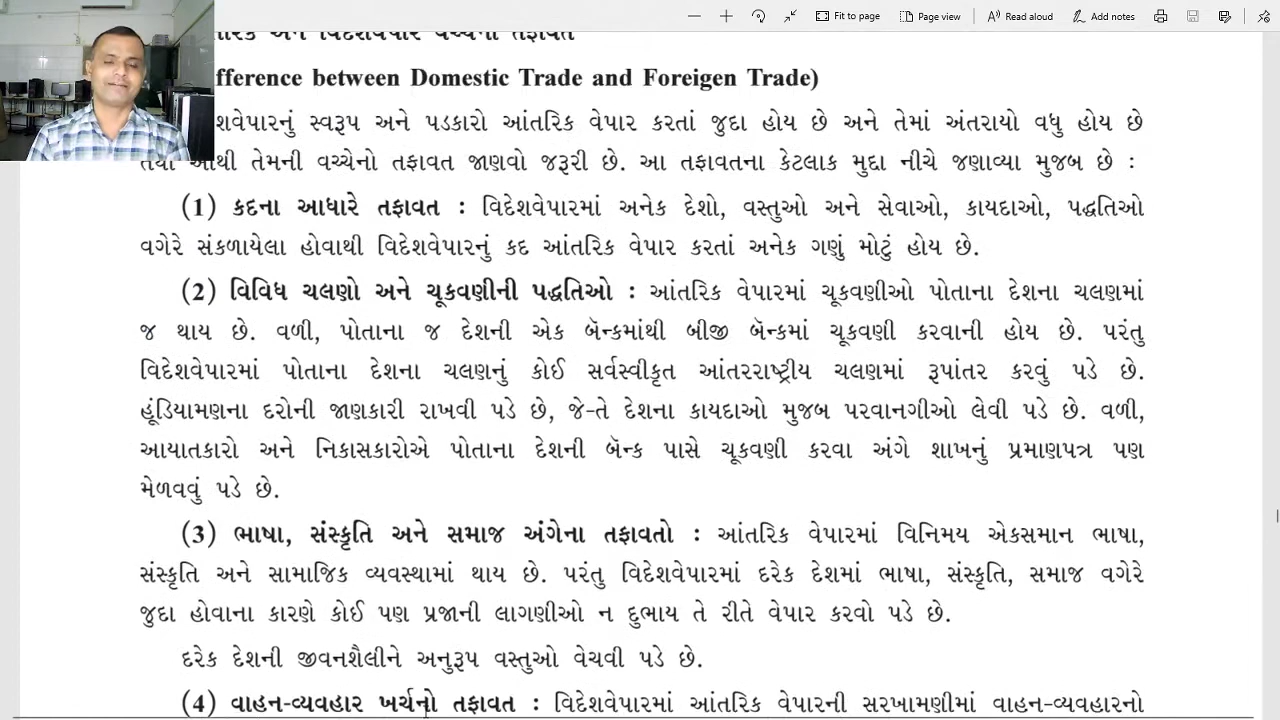 Fit to page Page view Read aloud Add notes
અને વિદેશવેપાર વચ્ચેનો તફાવત
fference between Domestic Trade and Foreigen Trade)
શવેપારનું સ્વરૂપ અને પડકારો આંતરિક વેપાર કરતાં જુદા હોય છે અને તેમાં અંતરાયો વધુ હોય છે
તેમની વચ્ચેનો તફાવત જાણવો જરૂરી છે. આ તફાવતના કેટલાક મુદ્દા નીચે જણાવ્યા મુજબ છે :
(1) કદના આધારે તફાવત : વિદેશવેપારમાં અનેક દેશો, વસ્તુઓ અને સેવાઓ, કાયદાઓ, પદ્ધતિઓ
વગેરે સંકળાયેલા હોવાથી વિદેશવેપારનું કદ આંતરિક વેપાર કરતાં અનેક ગણું મોટું હોય છે.
(2) વિવિધ ચલણો અને ચૂકવણીની પદ્ધતિઓ : આંતરિક વેપારમાં ચૂકવણીઓ પોતાના દેશના ચલણમાં
જ થાય છે. વળી, પોતાના જ દેશની એક બૅન્કમાંથી બીજી બૅન્કમાં ચૂકવણી કરવાની હોય છે. પરંતુ
વિદેશવેપારમાં પોતાના દેશના ચલણનું કોઈ સર્વસ્વીકૃત આંતરરાષ્ટ્રીય ચલણમાં રૂપાંતર કરવું પડે છે.
હૂંડિયામણના દરોની જાણકારી રાખવી પડે છે, જે-તે દેશના કાયદાઓ મુજબ પરવાનગીઓ લેવી પડે છે. વળી,
આયાતકારો અને નિકાસકારોએ પોતાના દેશની બૅન્ક પાસે ચૂકવણી કરવા અંગે શાખનું પ્રમાણપત્ર પણ
મેળવવું પડે છે.
(3) ભાષા, સંસ્કૃતિ અને સમાજ અંગેના તફાવતો : આંતરિક વેપારમાં વિનિમય એકસમાન ભાષા,
સંસ્કૃતિ અને સામાજિક વ્યવસ્થામાં થાય છે. પરંતુ વિદેશવેપારમાં દરેક દેશમાં ભાષા, સંસ્કૃતિ, સમાજ વગેરે
જુદા હોવાના કારણે કોઈ પણ પ્રજાની લાગણીઓ ન દુભાય તે રીતે વેપાર કરવો પડે છે.
દરેક દેશની જીવનશૈલીને અનુરૂપ વસ્તુઓ વેચવી પડે છે.
(4) વાહન-વ્યવહાર ખર્ચનો તફાવત : વિદેશવેપારમાં આંતરિક વેપારની સરખામણીમાં વાહન-વ્યવહારનો